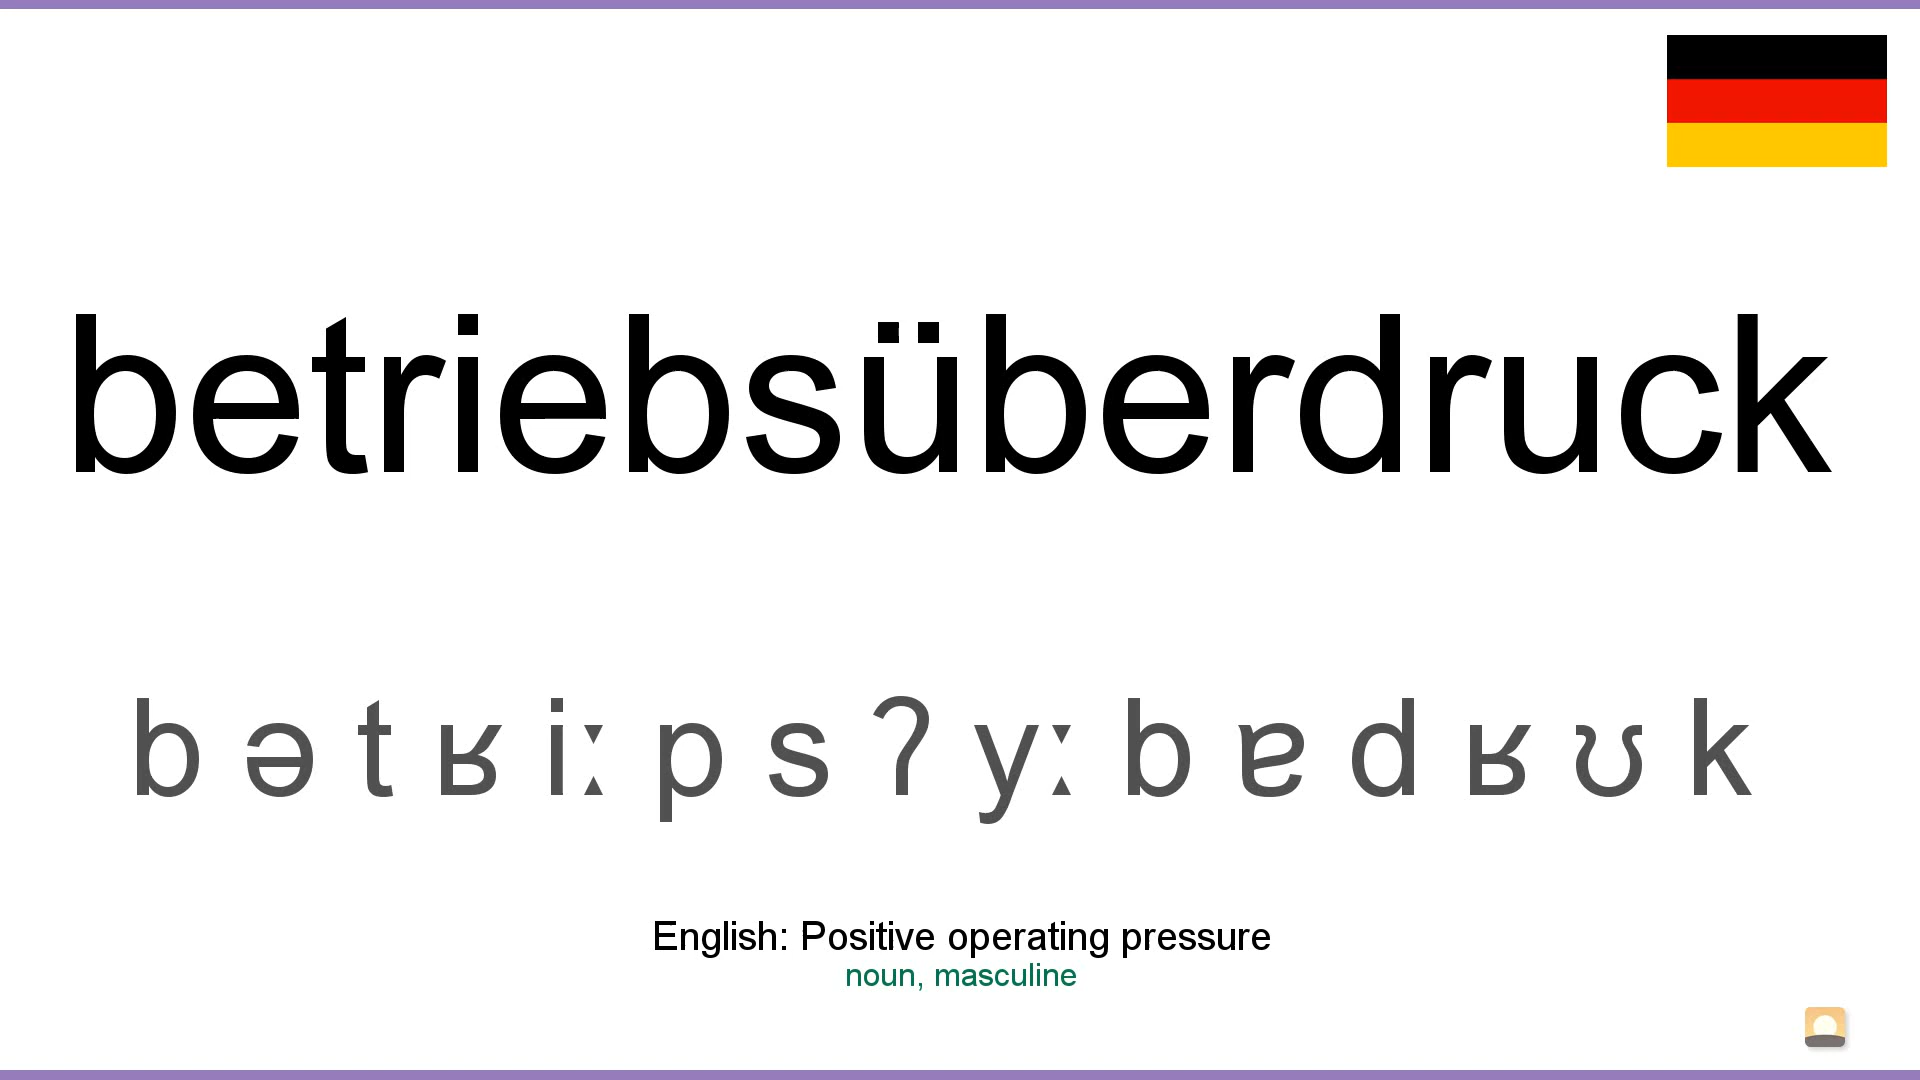 betriebsüberdruck
b ə t ʁ iː p s ʔ yː b ɐ d ʁ ʊ k
English: Positive operating pressure
noun, masculine